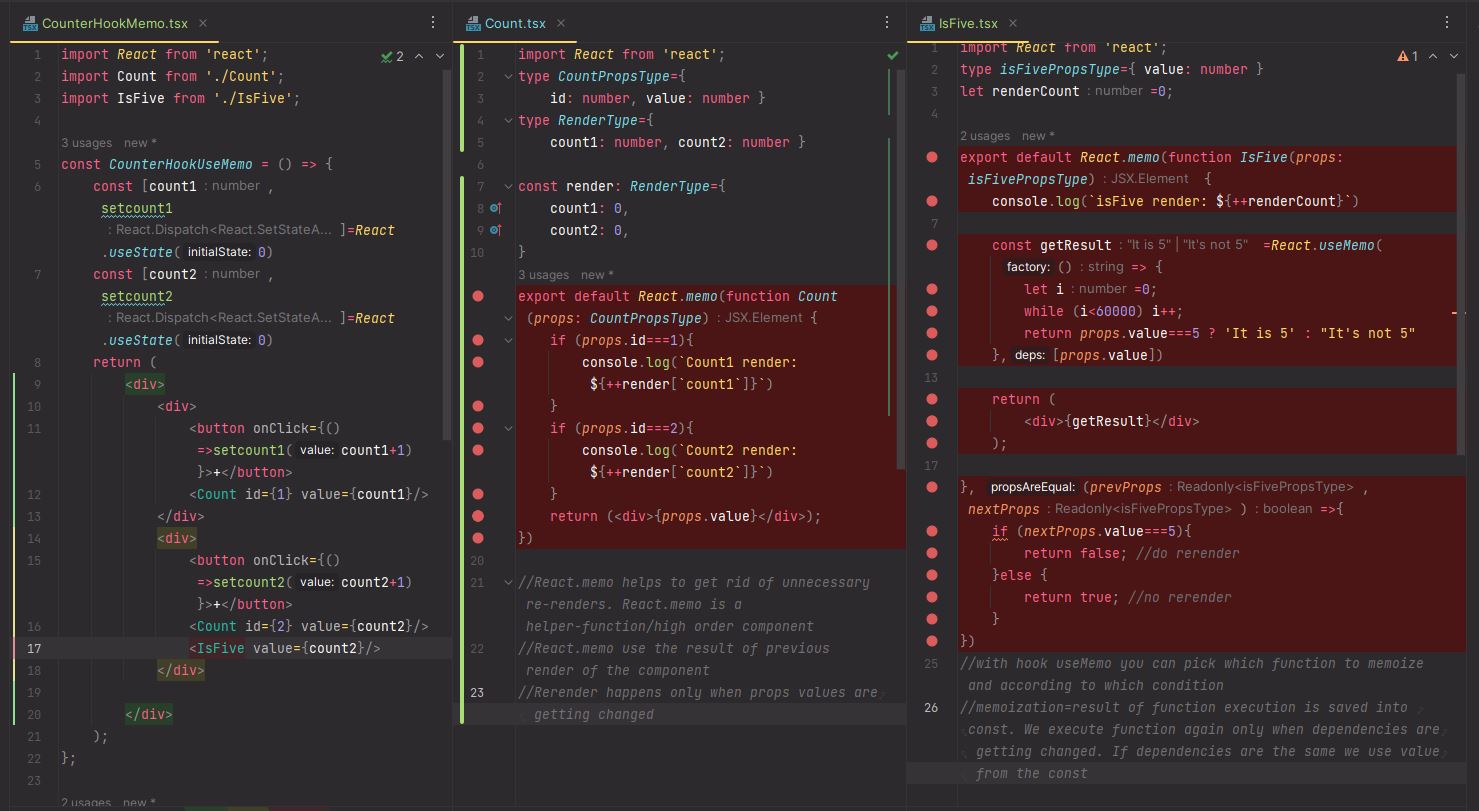 CounterHookMemo.tsx
1 import React from 'react';
2 import Count from './Count';
3 import IsFive from './IsFive';
4
3 usages new *
5 const CounterHookUseMemo = () => {
6 const [count1 : number ,
setcount1
: React.Dispatch<React.SetStateA... ]=React
.useState( initialState: 0)
7 const [count2 : number ,
setcount2
: React.Dispatch<React.SetStateA... ]=React
.useState( initialState: 0)
8 return (
9 <div>
10 <div>
11 <button onClick={()
=>setcount1( value: count1+1)
}>+</button>
12 <Count id={1} value={count1}/>
13 </div>
14 <div>
15 <button onClick={()
=>setcount2( value: count2+1)
}>+</button>
16 <Count id={2} value={count2}/>
17 <IsFive value={count2}/>
18 </div>
19
20 </div>
21 );
22 };
23
2 usages new *
2
Count.tsx
1 import React from 'react';
2 type CountPropsType={
3 id: number, value: number }
4 type RenderType={
5 count1: number, count2: number }
6
7 const render: RenderType={
8 count1: 0,
9 count2: 0,
10 }
3 usages new *
export default React.memo(function Count
(props: CountPropsType) : JSX.Element {
if (props.id===1){
console.log(`Count1 render:
${++render[`count1`]}`)
}
if (props.id===2){
console.log(`Count2 render:
${++render[`count2`]}`)
}
return (<div>{props.value}</div>);
})
20
21 //React.memo helps to get rid of unnecessary
re-renders. React.memo is a
helper-function/high order component
22 //React.memo use the result of previous
render of the component
23 //Rerender happens only when props values are
getting changed
IsFive.tsx
1 import React from 'react';
2 type isFivePropsType={ value: number }
3 let renderCount : number =0;
4
1
2 usages new *
export default React.memo(function IsFive(props:
isFivePropsType) : JSX.Element {
console.log(`isFive render: ${++renderCount}`)
7
const getResult : "It is 5" | "It's not 5" =React.useMemo(
factory: () : string => {
let i : number =0;
while (i<60000) i++;
return props.value===5 ? 'It is 5' : "It's not 5"
}, deps: [props.value])
13
return (
<div>{getResult}</div>
);
17
}, propsAreEqual: (prevProps : Readonly<isFivePropsType> ,
nextProps : Readonly<isFivePropsType> ) : boolean =>{
if (nextProps.value===5){
return false; //do rerender
}else {
return true; //no rerender
}
})
25 //with hook useMemo you can pick which function to memoize
and according to which condition
26 //memoization=result of function execution is saved into
const. We execute function again only when dependencies are
getting changed. If dependencies are the same we use value
from the const